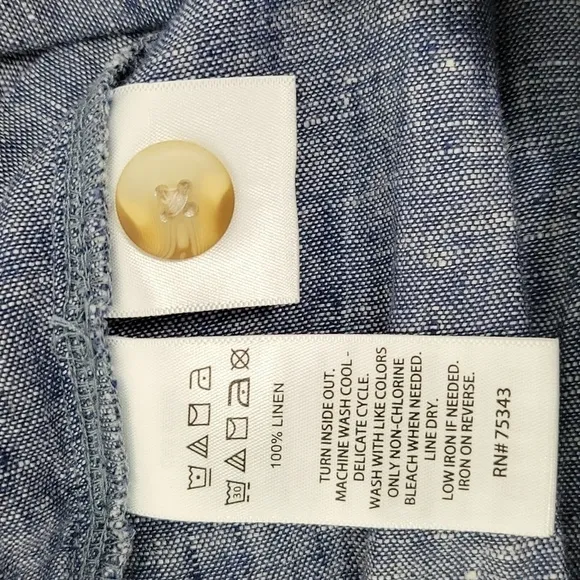 30
100% LINEN
TURN INSIDE OUT.
MACHINE WASH COOL -
DELICATE CYCLE.
WASH WITH LIKE COLORS
ONLY NON-CHLORINE
BLEACH WHEN NEEDED.
LINE DRY.
LOW IRON IF NEEDED.
IRON ON REVERSE.
RN# 75343